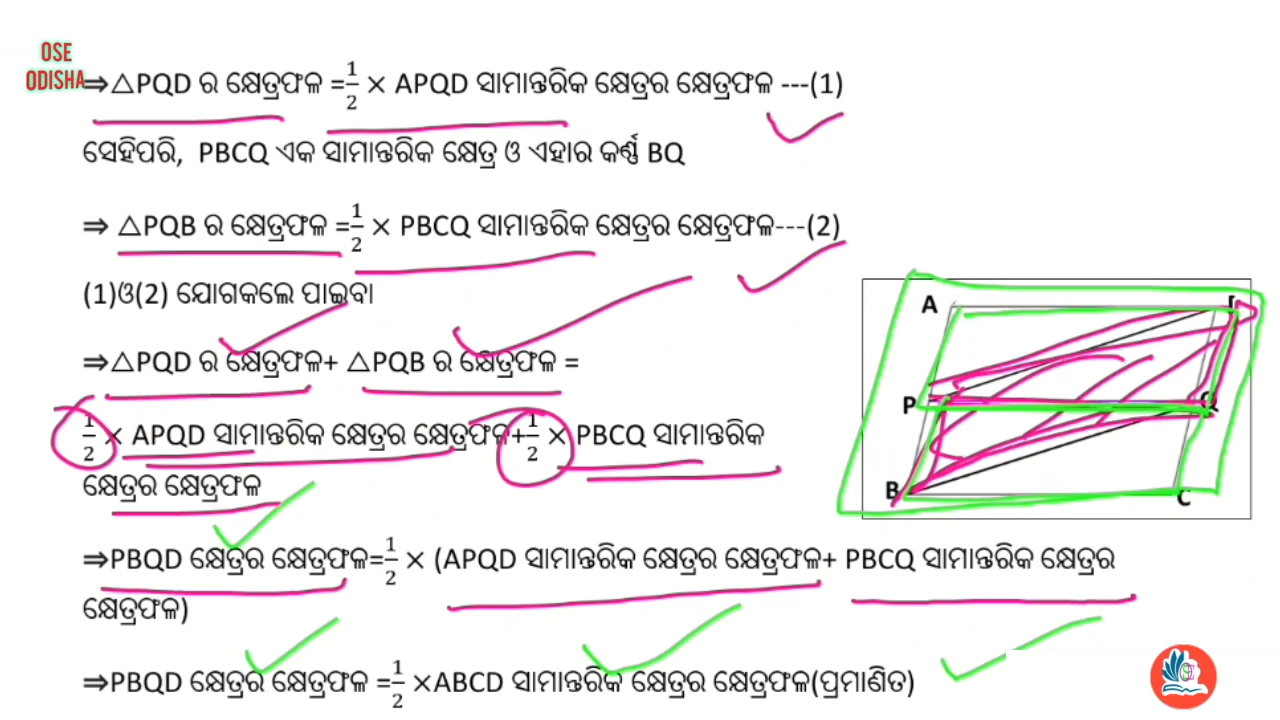 OSE
ODISHA
⇒△PQD ର କ୍ଷେତ୍ରଫଳ =1/2 × APQD ସାମାନ୍ତରିକ କ୍ଷେତ୍ରର କ୍ଷେତ୍ରଫଳ ---(1)
ସେହିପରି, PBCQ ଏକ ସାମାନ୍ତରିକ କ୍ଷେତ୍ର ଓ ଏହାର କର୍ଣ୍ଣ BQ
⇒ △PQB ର କ୍ଷେତ୍ରଫଳ =1/2 × PBCQ ସାମାନ୍ତରିକ କ୍ଷେତ୍ରର କ୍ଷେତ୍ରଫଳ---(2)
(1)ଓ(2) ଯୋଗକଲେ ପାଇବା
⇒△PQD ର କ୍ଷେତ୍ରଫଳ+ △PQB ର କ୍ଷେତ୍ରଫଳ =
1/2 × APQD ସାମାନ୍ତରିକ କ୍ଷେତ୍ରର କ୍ଷେତ୍ରଫଳ+1/2 × PBCQ ସାମାନ୍ତରିକ
କ୍ଷେତ୍ରର କ୍ଷେତ୍ରଫଳ
⇒PBQD କ୍ଷେତ୍ରର କ୍ଷେତ୍ରଫଳ=1/2 × (APQD ସାମାନ୍ତରିକ କ୍ଷେତ୍ରର କ୍ଷେତ୍ରଫଳ+ PBCQ ସାମାନ୍ତରିକ କ୍ଷେତ୍ରର
କ୍ଷେତ୍ରଫଳ)
⇒PBQD କ୍ଷେତ୍ରର କ୍ଷେତ୍ରଫଳ =1/2 ×ABCD ସାମାନ୍ତରିକ କ୍ଷେତ୍ରର କ୍ଷେତ୍ରଫଳ(ପ୍ରମାଣିତ)
A
P Q
B C